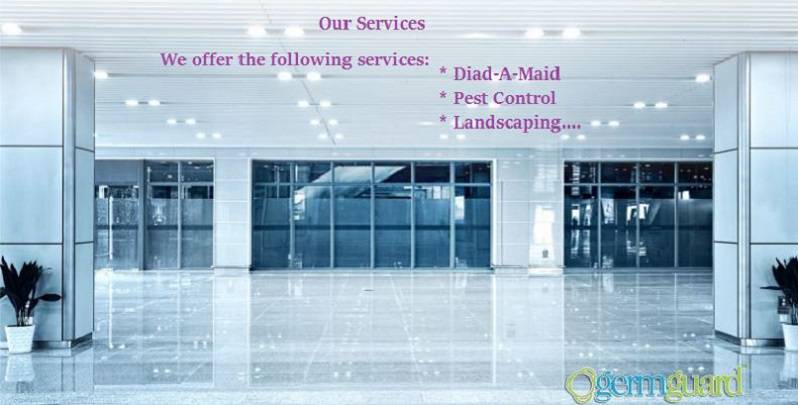 Our Services
We offer the following services:
* Diad-A-Maid
* Pest Control
* Landscaping....
germguard